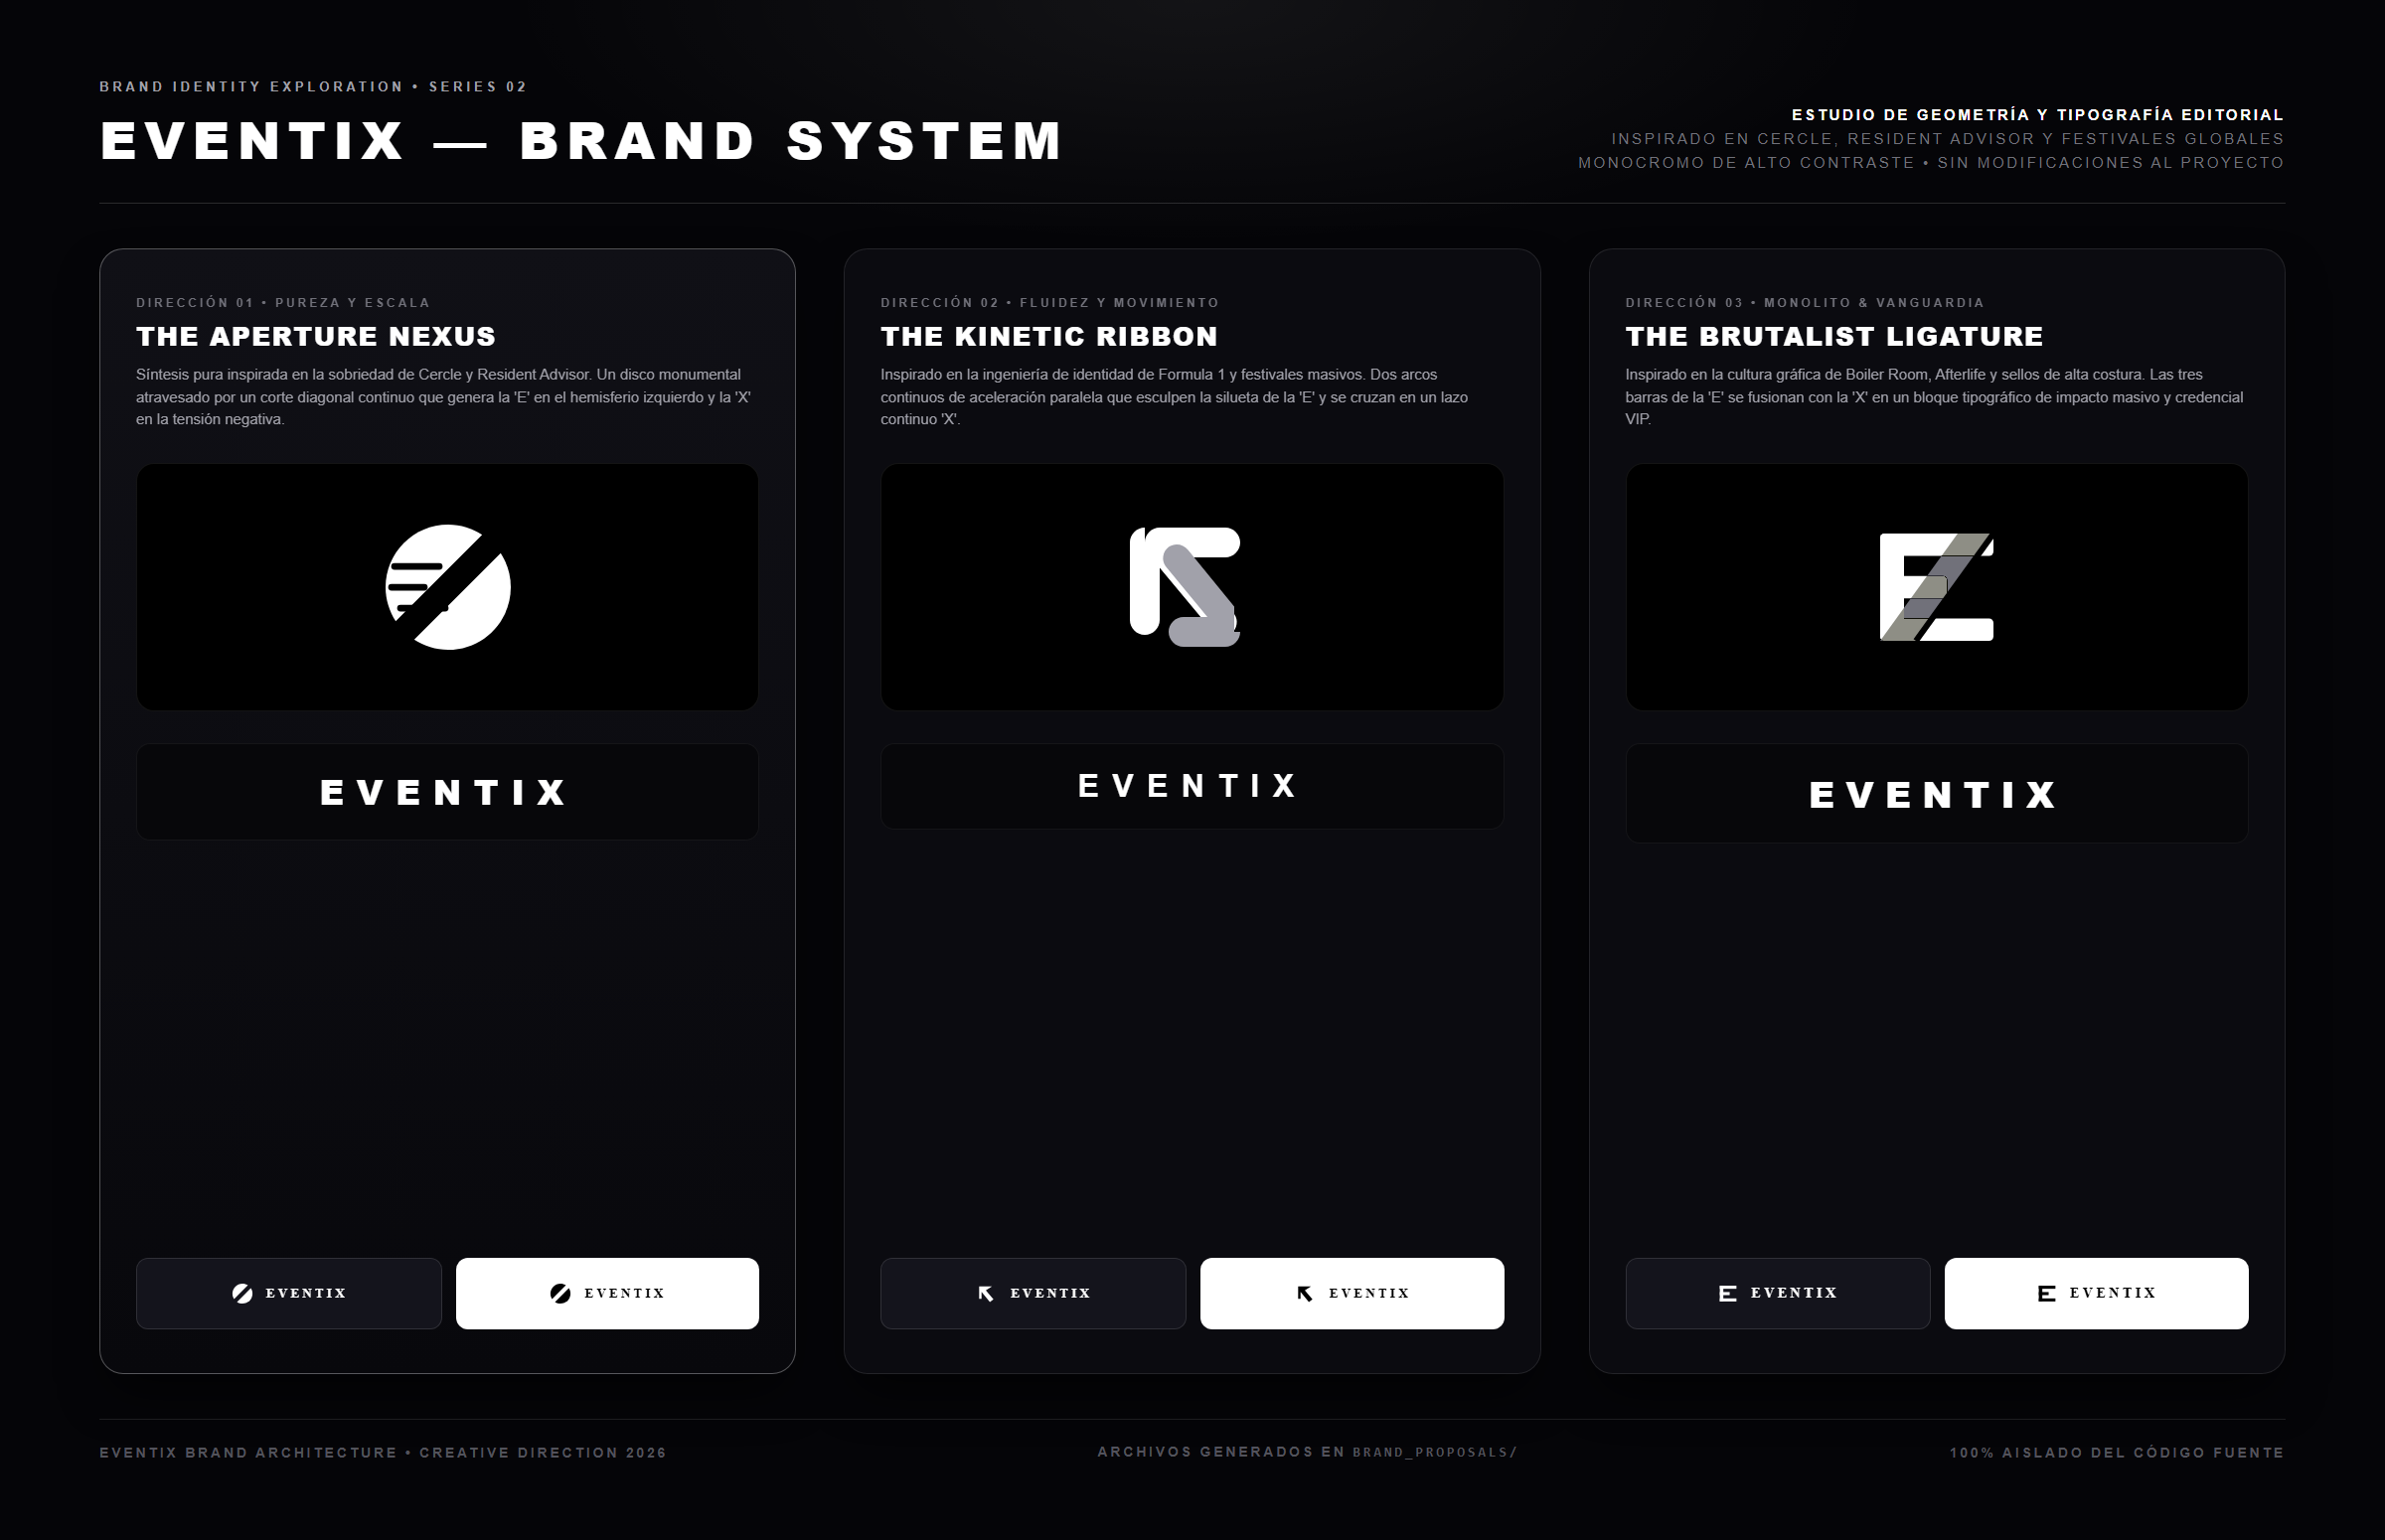 BRAND IDENTITY EXPLORATION • SERIES 02
EVENTIX — BRAND SYSTEM
ESTUDIO DE GEOMETRÍA Y TIPOGRAFÍA EDITORIAL
INSPIRADO EN CERCLE, RESIDENT ADVISOR Y FESTIVALES GLOBALES
MONOCROMO DE ALTO CONTRASTE • SIN MODIFICACIONES AL PROYECTO
DIRECCIÓN 01 • PUREZA Y ESCALA
THE APERTURE NEXUS
Síntesis pura inspirada en la sobriedad de Cercle y Resident Advisor. Un disco monumental
atravesado por un corte diagonal continuo que genera la 'E' en el hemisferio izquierdo y la 'X'
en la tensión negativa.
EVENTIX
EVENTIX
EVENTIX
DIRECCIÓN 02 • FLUIDEZ Y MOVIMIENTO
THE KINETIC RIBBON
Inspirado en la ingeniería de identidad de Formula 1 y festivales masivos. Dos arcos
continuos de aceleración paralela que esculpen la silueta de la 'E' y se cruzan en un lazo
continuo 'X'.
EVENTIX
EVENTIX
EVENTIX
DIRECCIÓN 03 • MONOLITO & VANGUARDIA
THE BRUTALIST LIGATURE
Inspirado en la cultura gráfica de Boiler Room, Afterlife y sellos de alta costura. Las tres
barras de la 'E' se fusionan con la 'X' en un bloque tipográfico de impacto masivo y credencial
VIP.
EVENTIX
EVENTIX
EVENTIX
EVENTIX BRAND ARCHITECTURE • CREATIVE DIRECTION 2026
ARCHIVOS GENERADOS EN BRAND_PROPOSALS/
100% AISLADO DEL CÓDIGO FUENTE